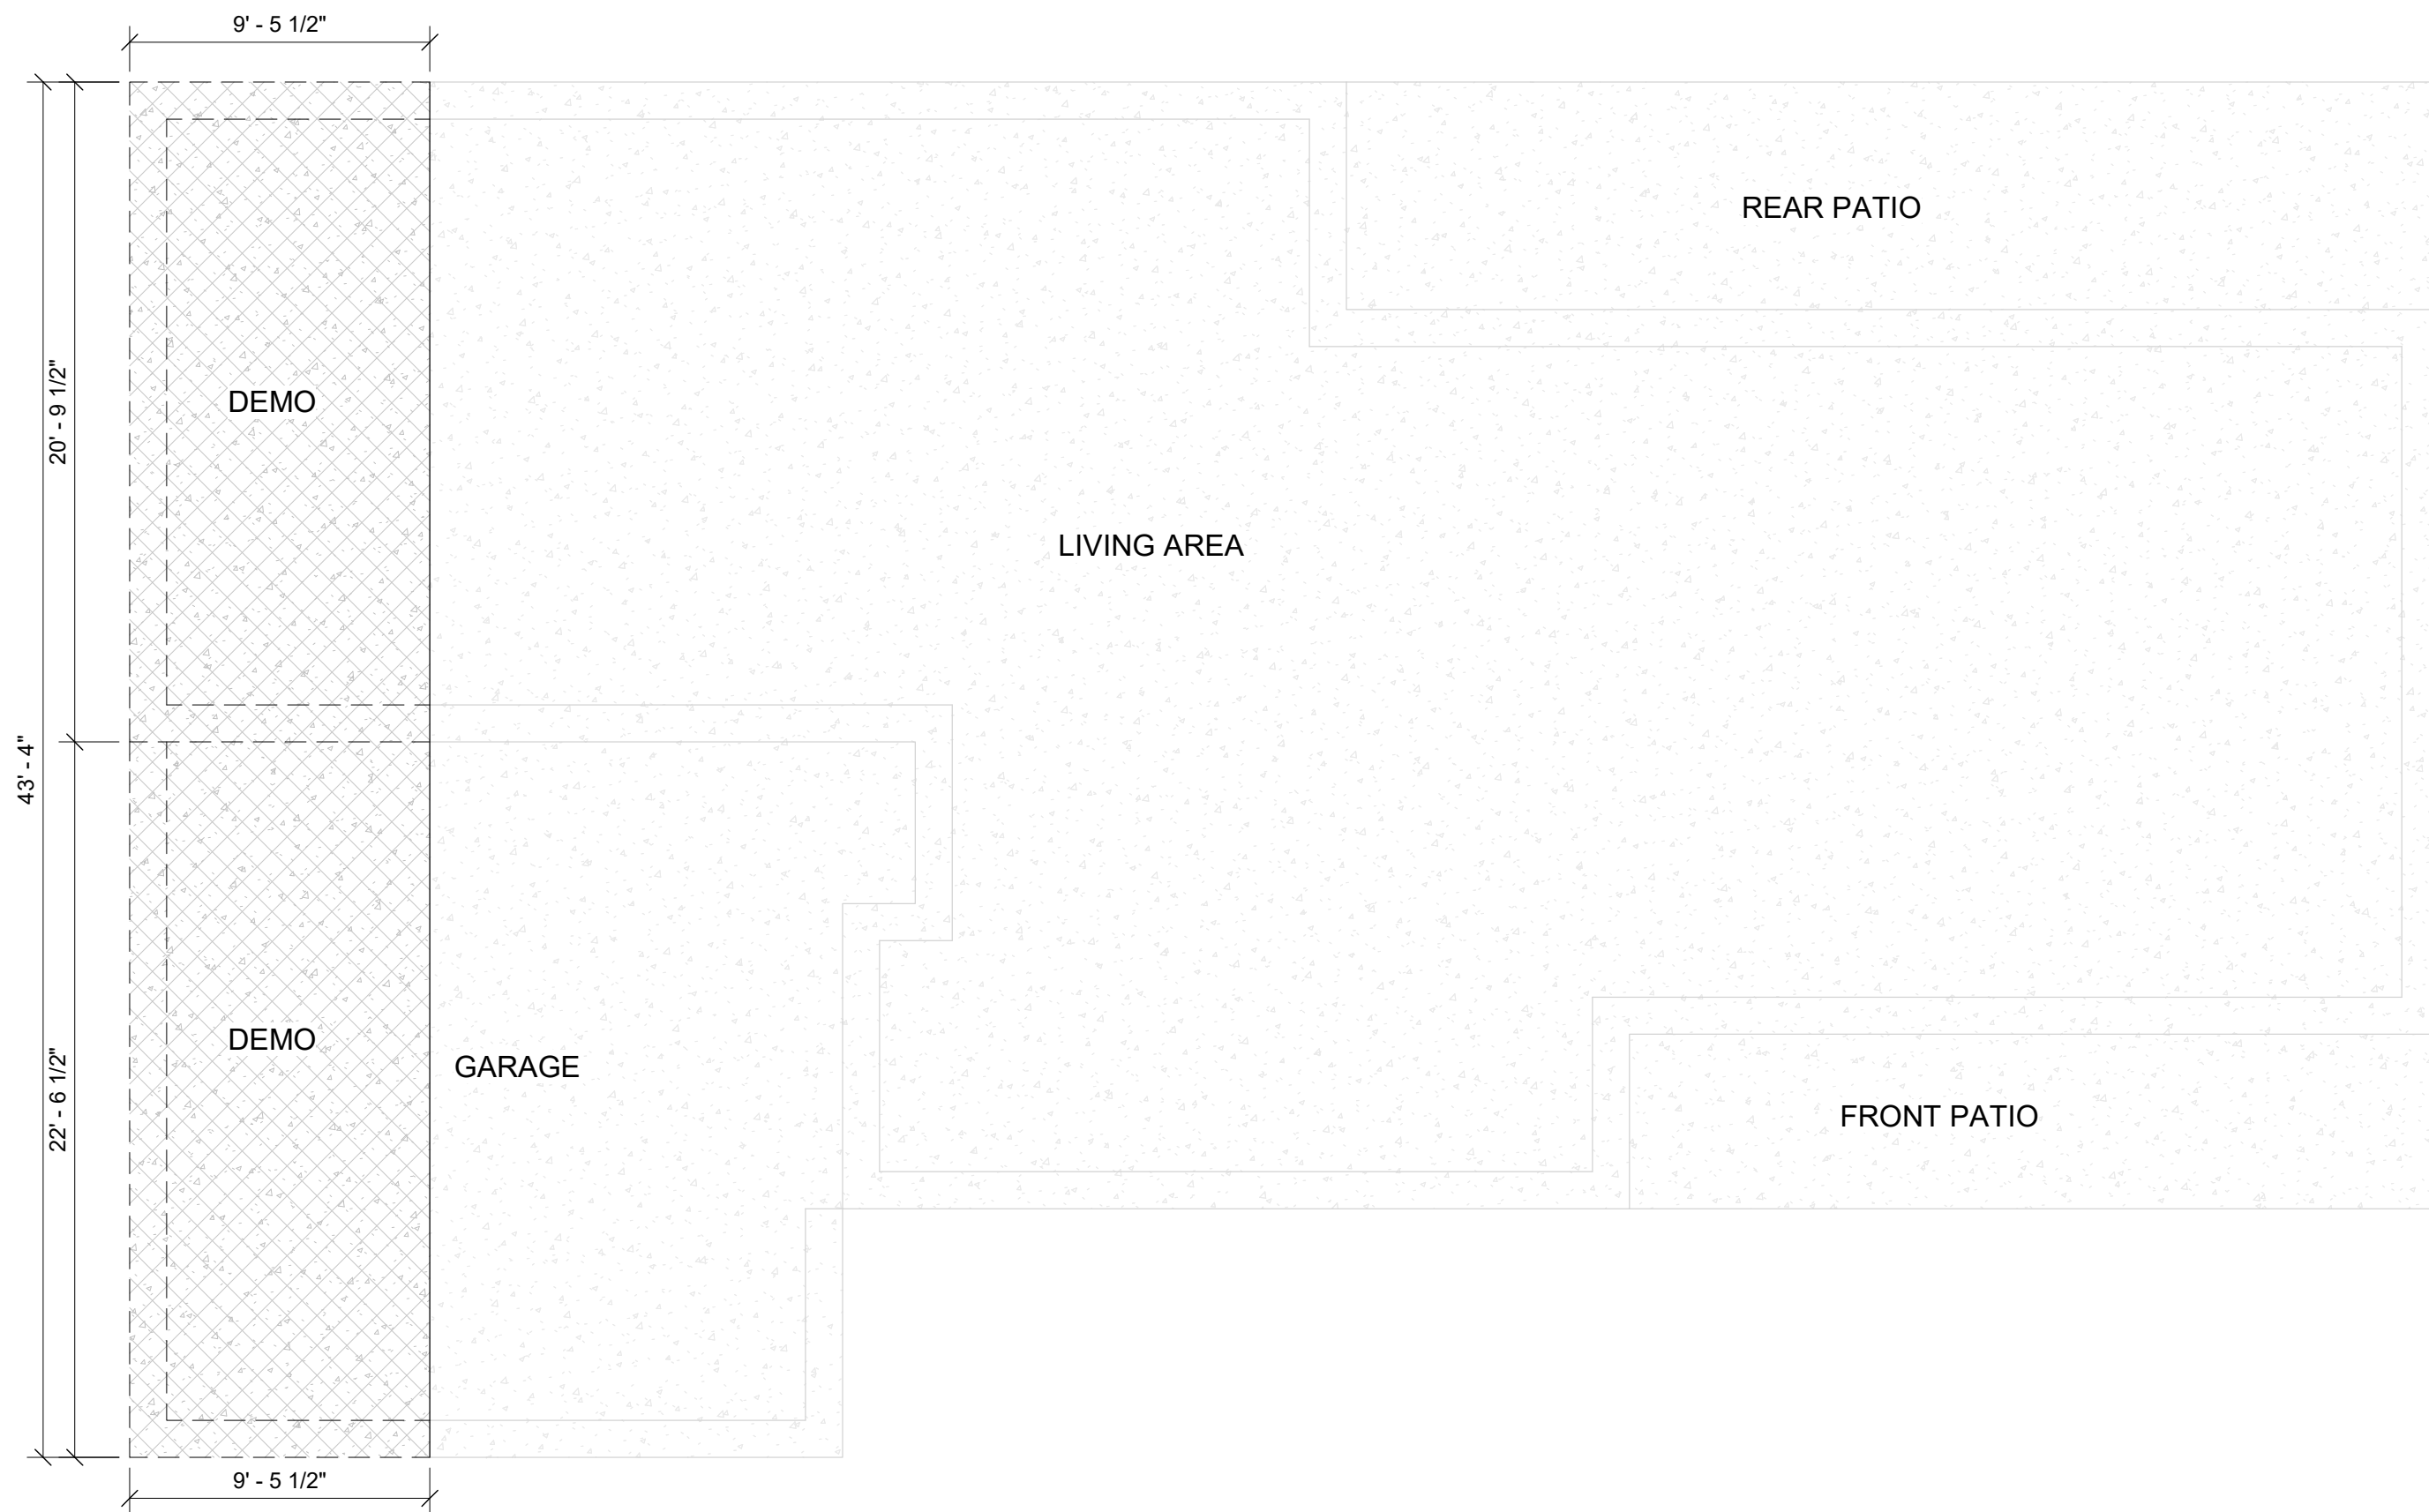 9' - 5 1/2"
REAR PATIO
20' - 9 1/2"
DEMO
LIVING AREA
43' - 4"
22' - 6 1/2"
DEMO
GARAGE
FRONT PATIO
9' - 5 1/2"